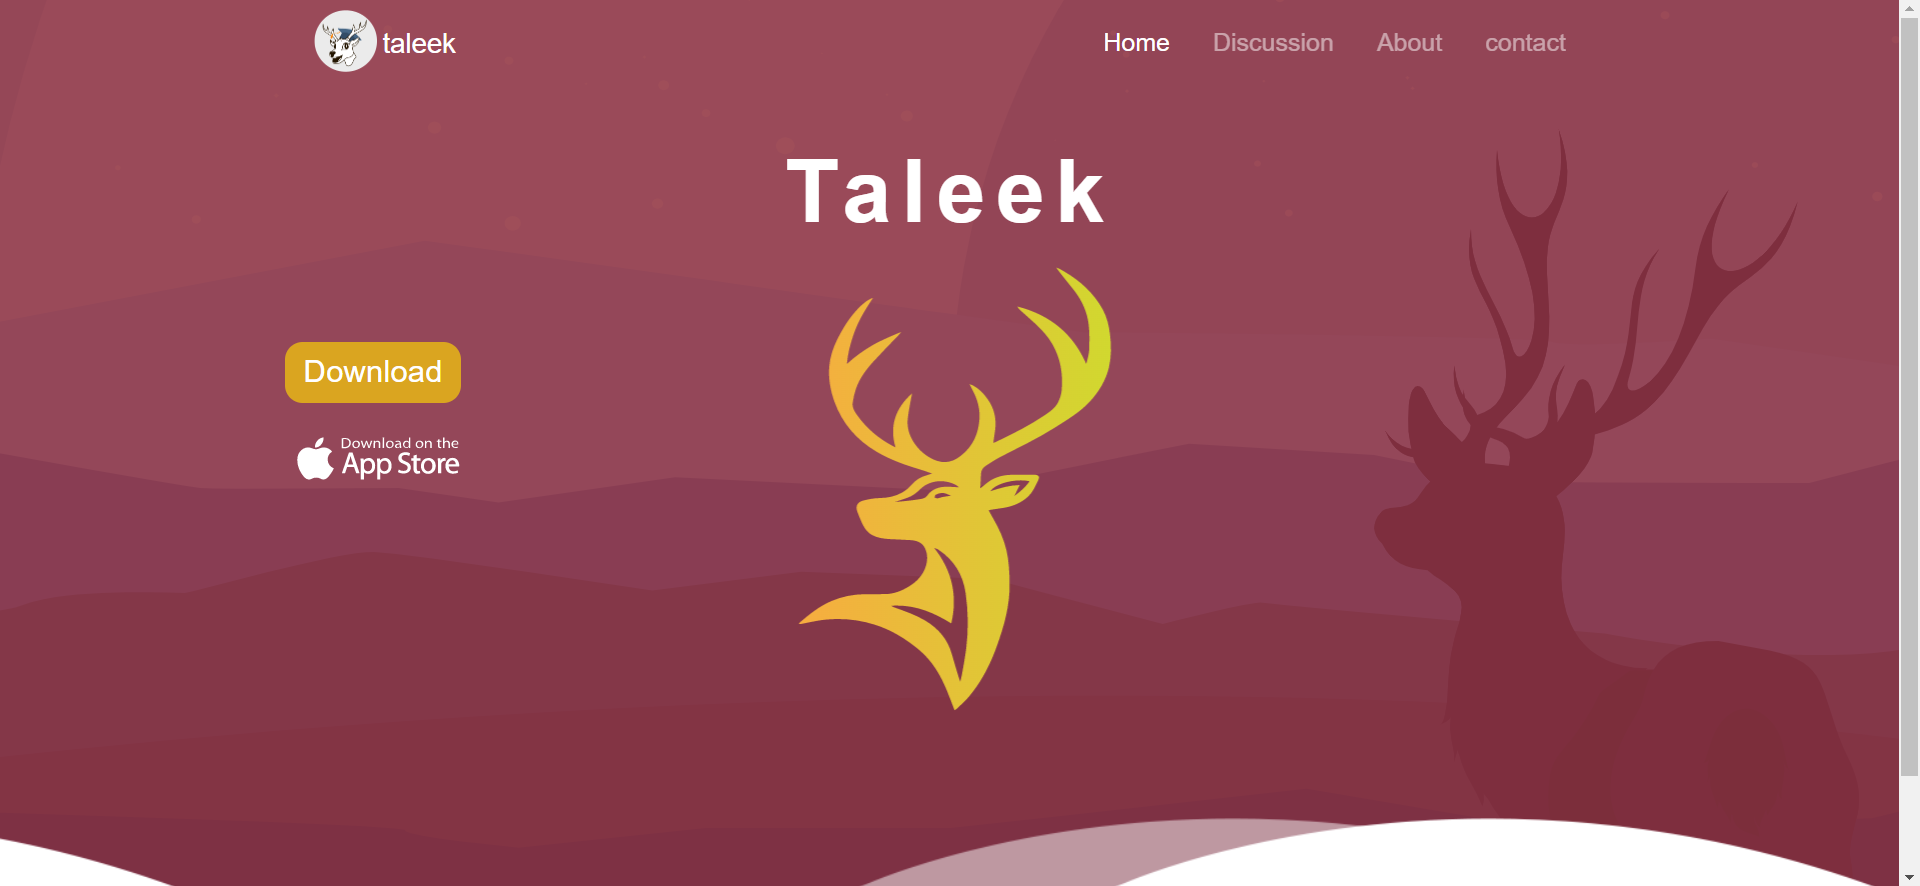 taleek
Home
Discussion
About
contact
Taleek
Download
Download on the
App Store